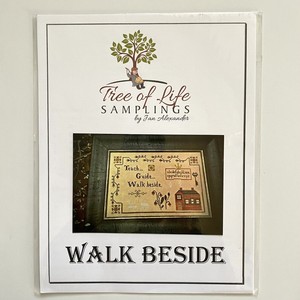 Tree of Life
SAMPLINGS
by Jan Alexander
Teach...
Guide...
Walk beside...
WALK BESIDE